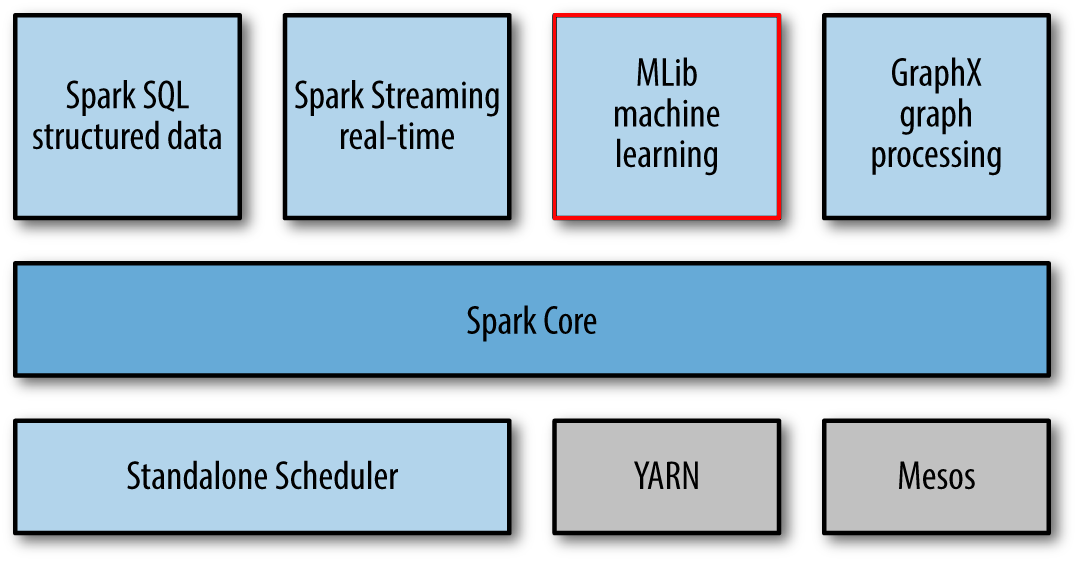 Spark SQL
structured data
Spark Streaming
real-time
MLib
machine
learning
GraphX
graph
processing
Spark Core
Standalone Scheduler
YARN
Mesos